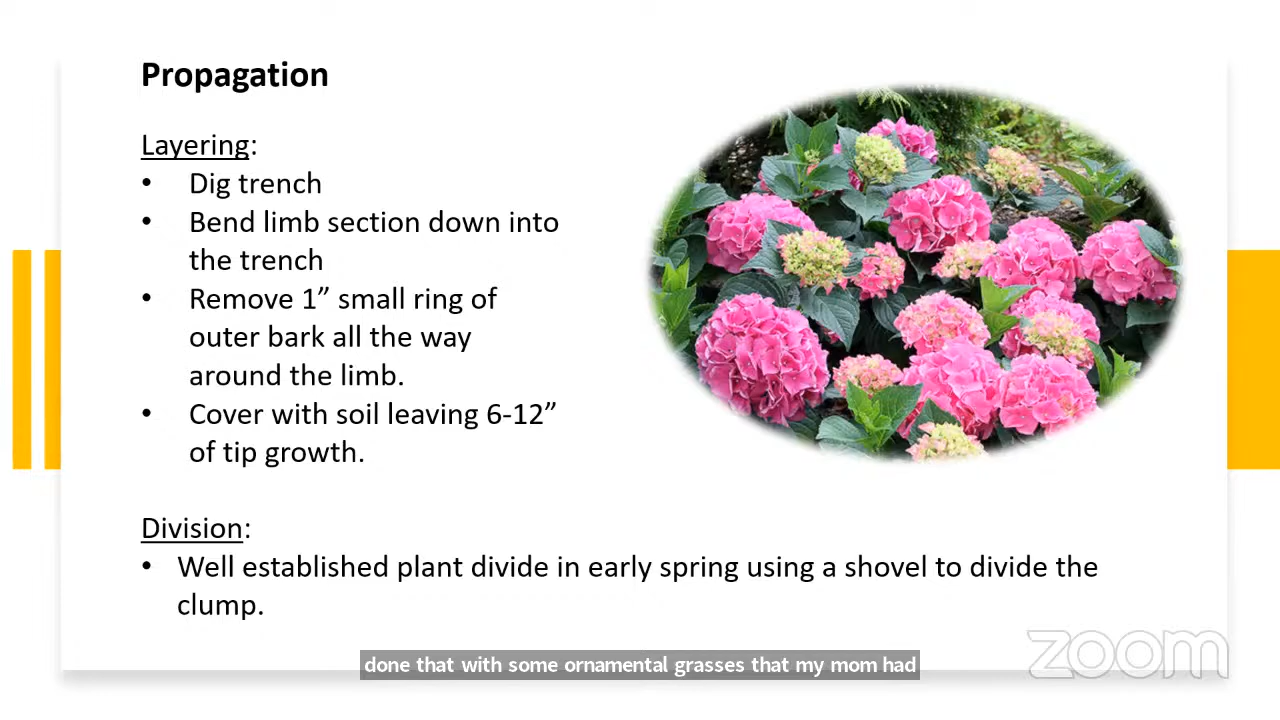 Propagation
Layering:
• Dig trench
• Bend limb section down into
the trench
• Remove 1” small ring of
outer bark all the way
around the limb.
• Cover with soil leaving 6-12”
of tip growth.
Division:
• Well established plant divide in early spring using a shovel to divide the
clump.
zoom
done that with some ornamental grasses that my mom had